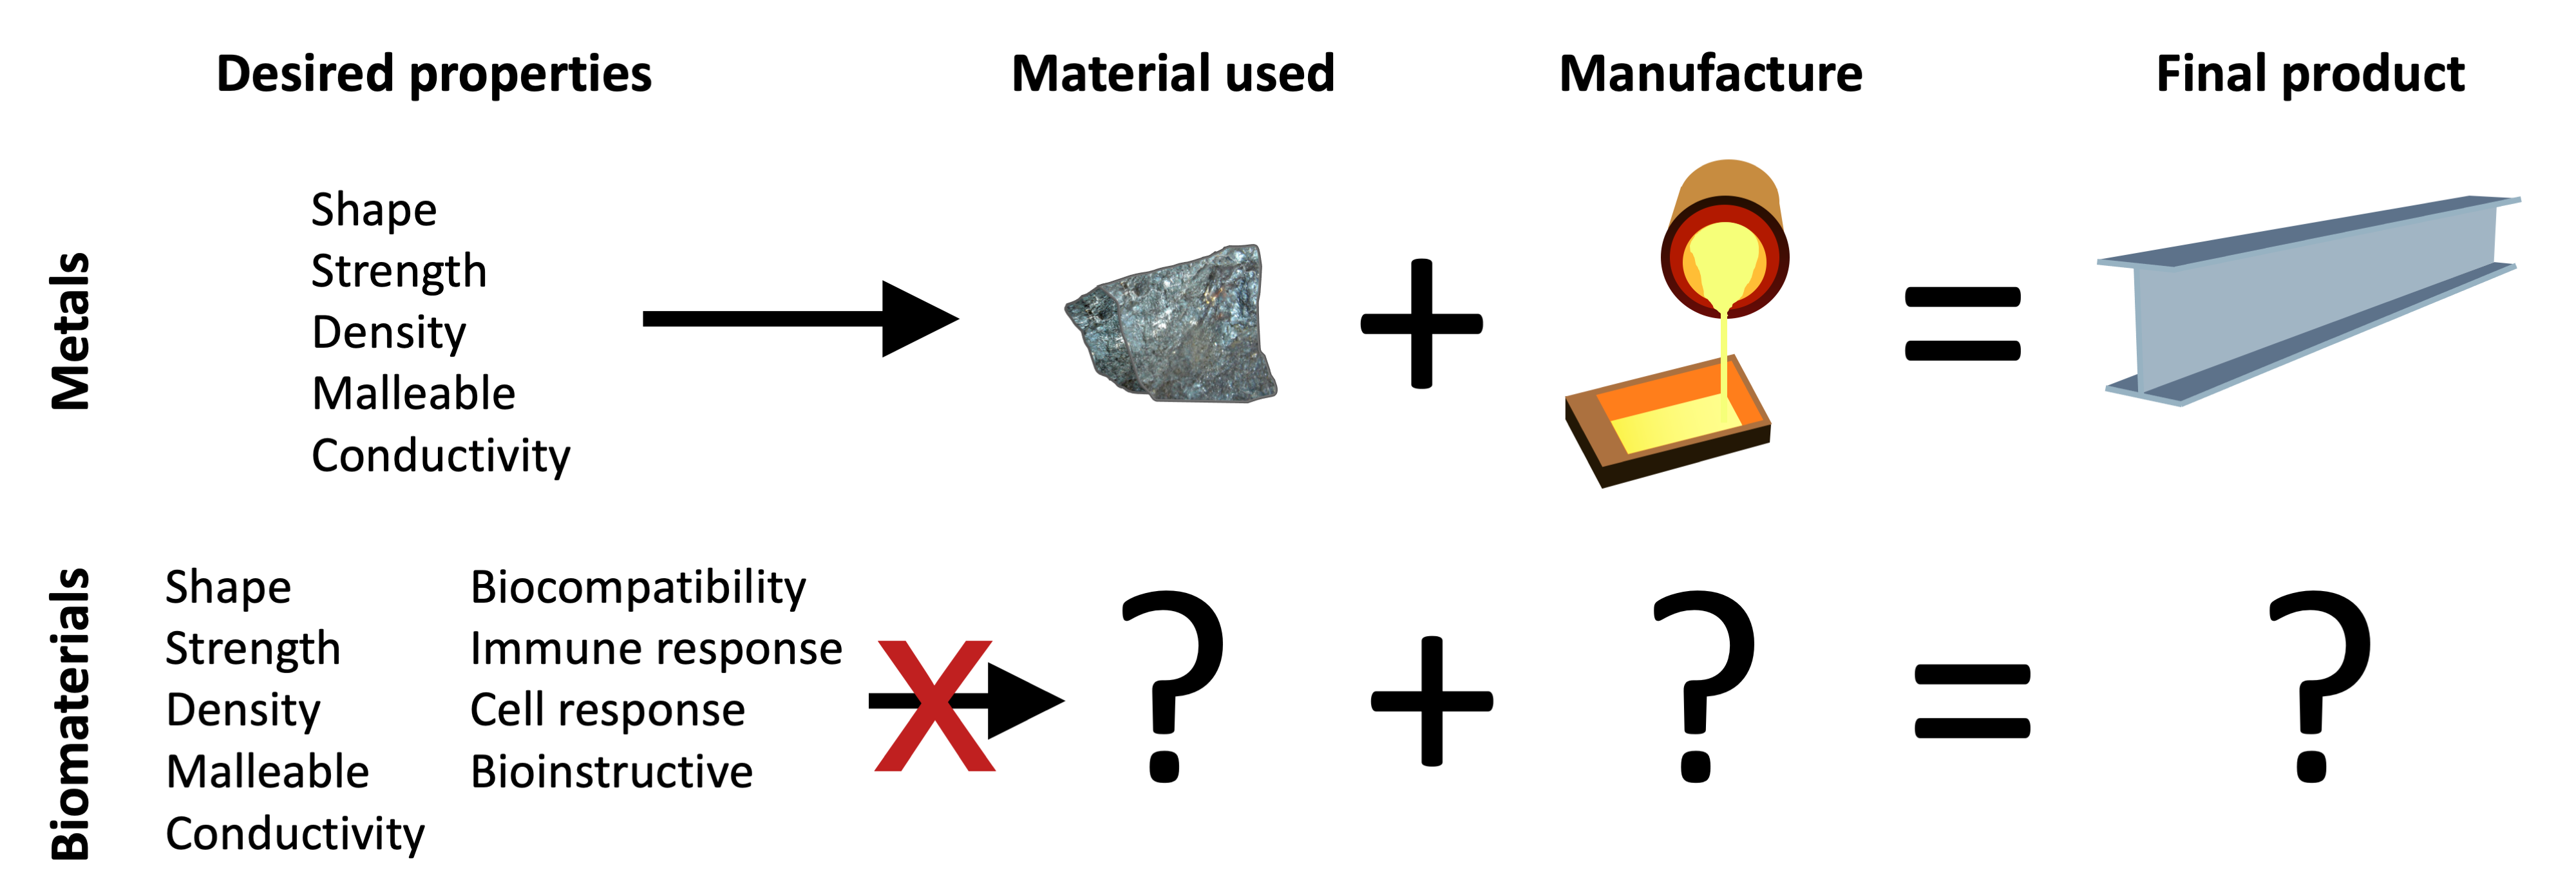 Desired properties
Material used
Manufacture
Final product
Metals
Shape
Strength
Density
Malleable
Conductivity
+
=
Biomaterials
Shape
Strength
Density
Malleable
Conductivity
Biocompatibility
Immune response
Cell response
Bioinstructive
X
?
+
?
=
?